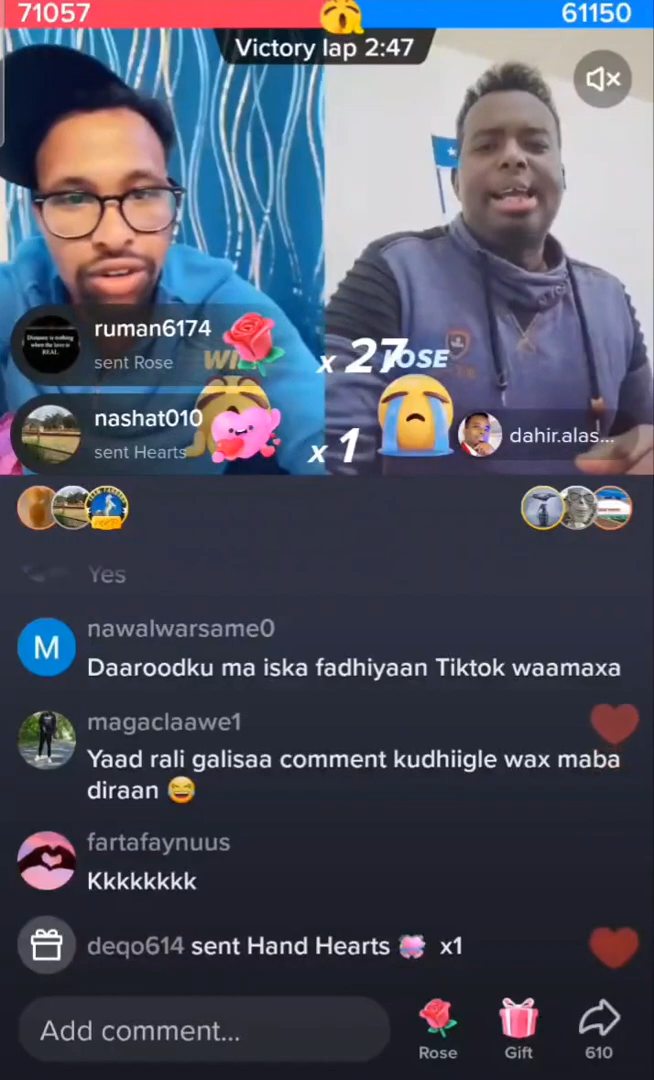 71057
61150
Victory lap 2:47
ruman6174
sent Rose
x 27
LOSE
nashat010
sent Hearts
x 1
dahir.alas...
Yes
nawalwarsame0
M
Daaroodku ma iska fadhiyaan Tiktok waamaxa
magaclaawe1
Yaad rali galisaa comment kudhiigle wax maba
diraan 😆
fartafaynuus
Kkkkkkkk
deqo614 sent Hand Hearts x1
Add comment...
Rose
Gift
610